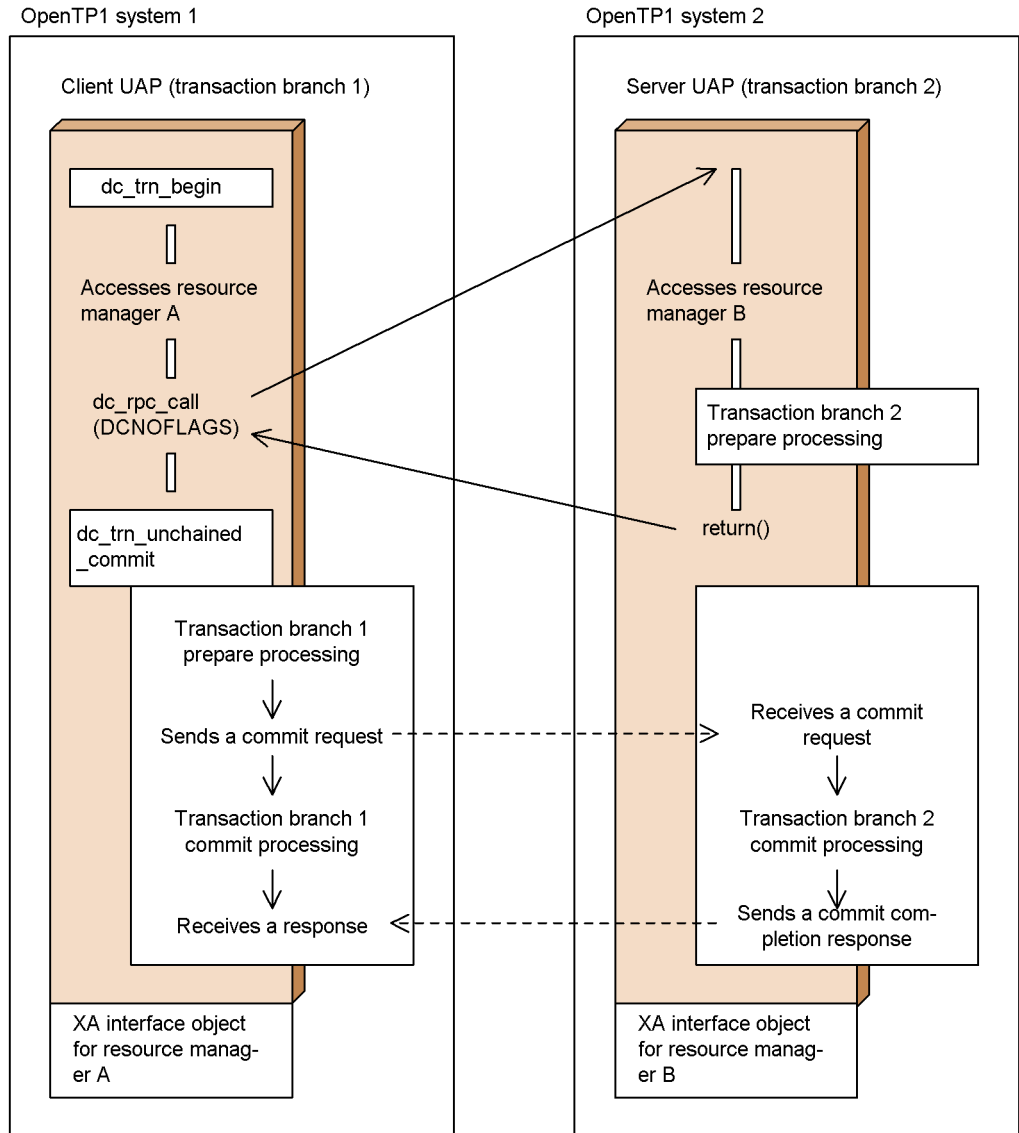 OpenTP1 system 1
Client UAP (transaction branch 1)
dc_trn_begin
Accesses resource
manager A
dc_rpc_call
(DCNOFLAGS)
dc_trn_unchained
_commit
Transaction branch 1
prepare processing
Sends a commit request
Transaction branch 1
commit processing
Receives a response
XA interface object
for resource manag-
er A
OpenTP1 system 2
Server UAP (transaction branch 2)
Accesses resource
manager B
Transaction branch 2
prepare processing
return()
Receives a commit
request
Transaction branch 2
commit processing
Sends a commit com-
pletion response
XA interface object
for resource manag-
er B